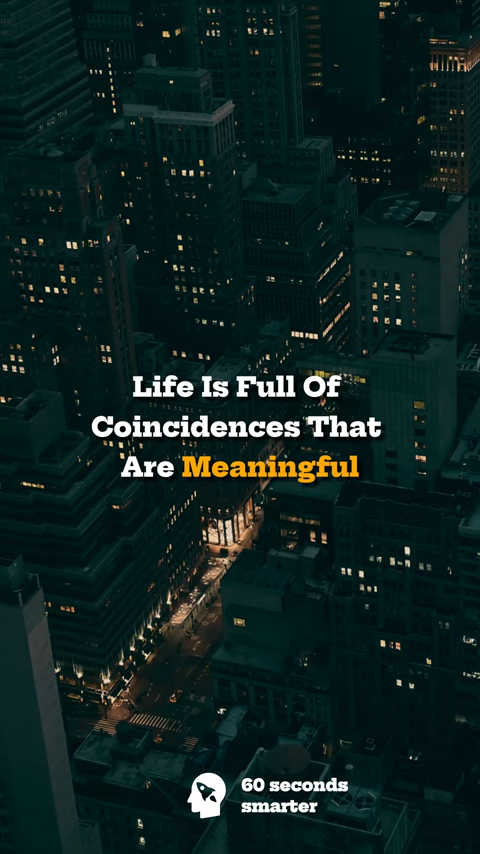 Life Is Full Of
Coincidences That
Are Meaningful
60 seconds
smarter